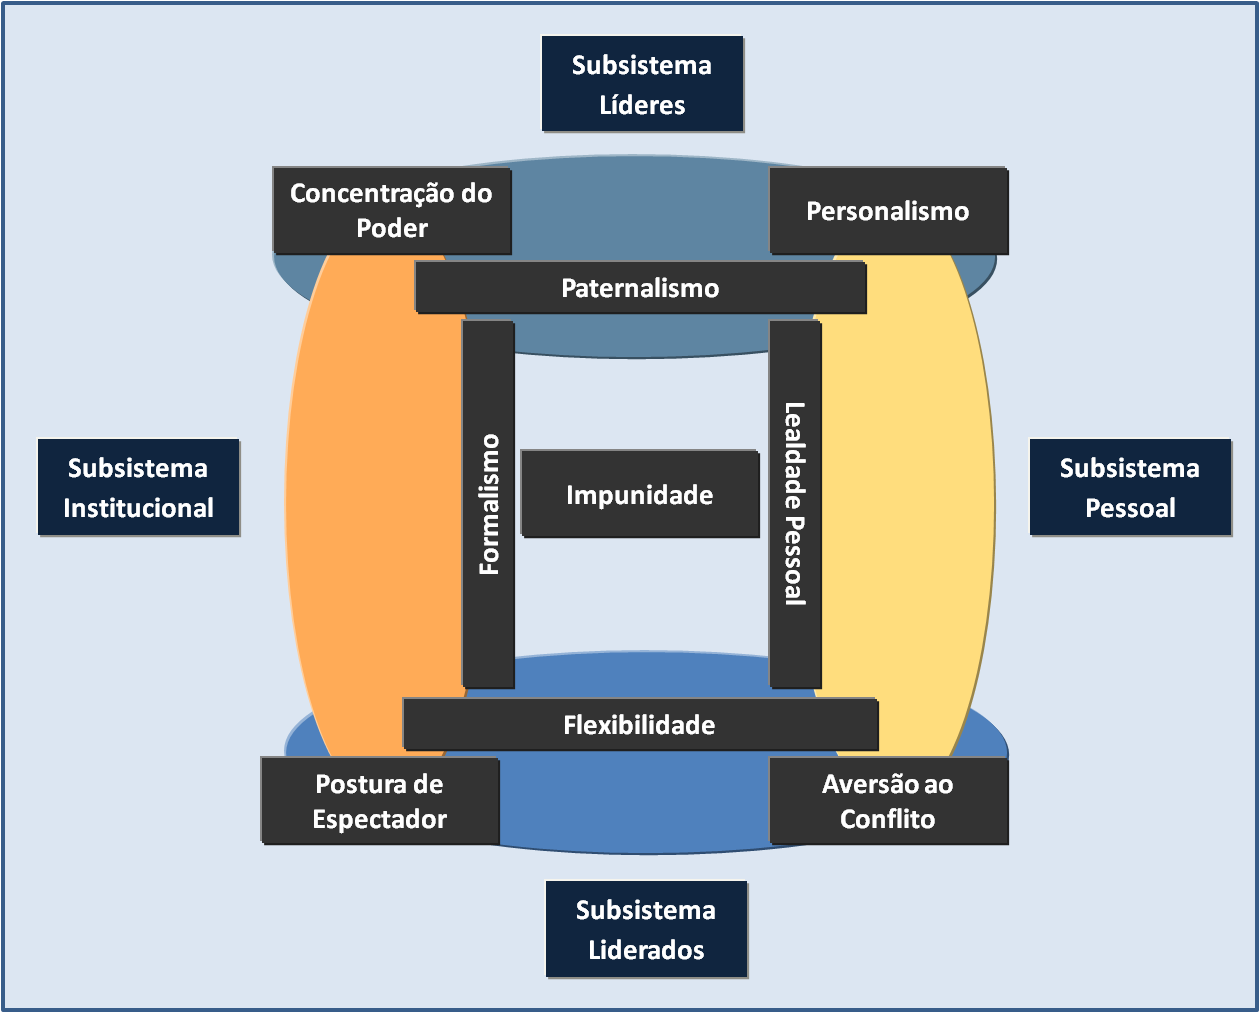 Subsistema
Líderes
Concentração do
Poder
Personalismo
Paternalismo
Formalismo
Lealdade Pessoal
Subsistema
Institucional
Impunidade
Subsistema
Pessoal
Flexibilidade
Postura de
Espectador
Aversão ao
Conflito
Subsistema
Liderados